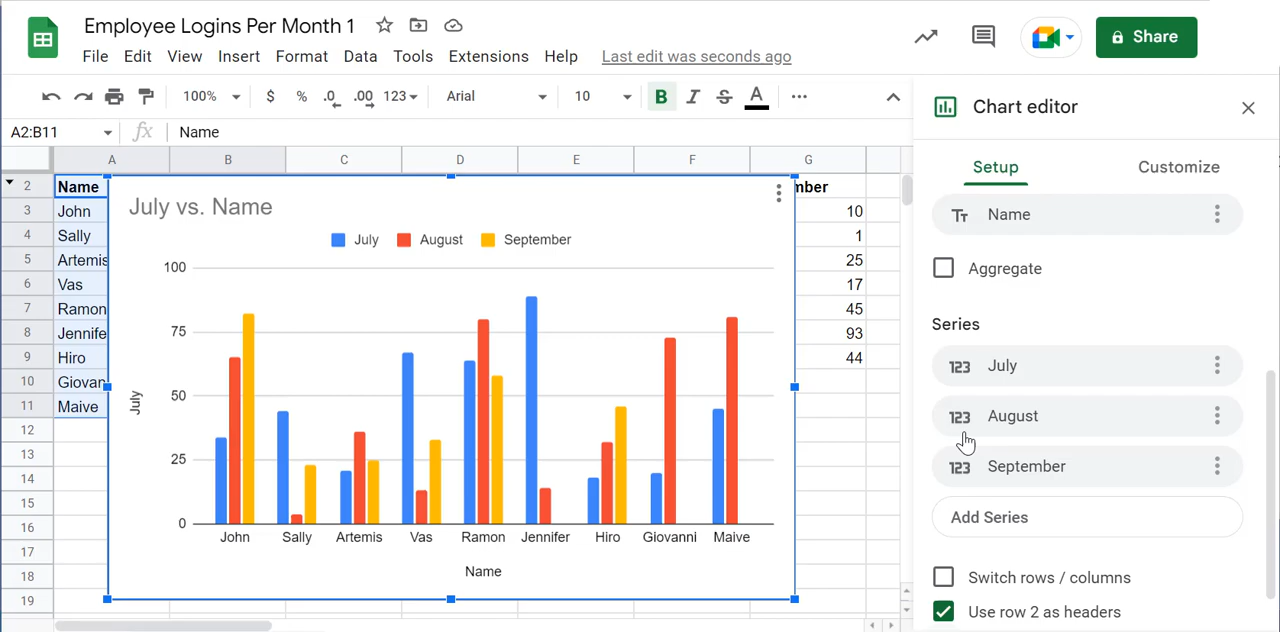 Employee Logins Per Month 1
Share
File Edit View Insert Format Data Tools Extensions Help Last edit was seconds ago
100% $ % .0 .00 123 Arial 10 B I S A
A2:B11 fx Name
A B C D E F G
2 Name mber
3 John 10
4 Sally 1
5 Artemis 25
6 Vas 17
7 Ramon 45
8 Jennife 93
9 Hiro 44
10 Giovan
11 Maive
12
13
14
15
16
17
18
19
July vs. Name
July August September
100
75
50
25
0
July
John Sally Artemis Vas Ramon Jennifer Hiro Giovanni Maive
Name
Chart editor
Setup Customize
Tт Name
Aggregate
Series
123 July
123 August
123 September
Add Series
Switch rows / columns
Use row 2 as headers